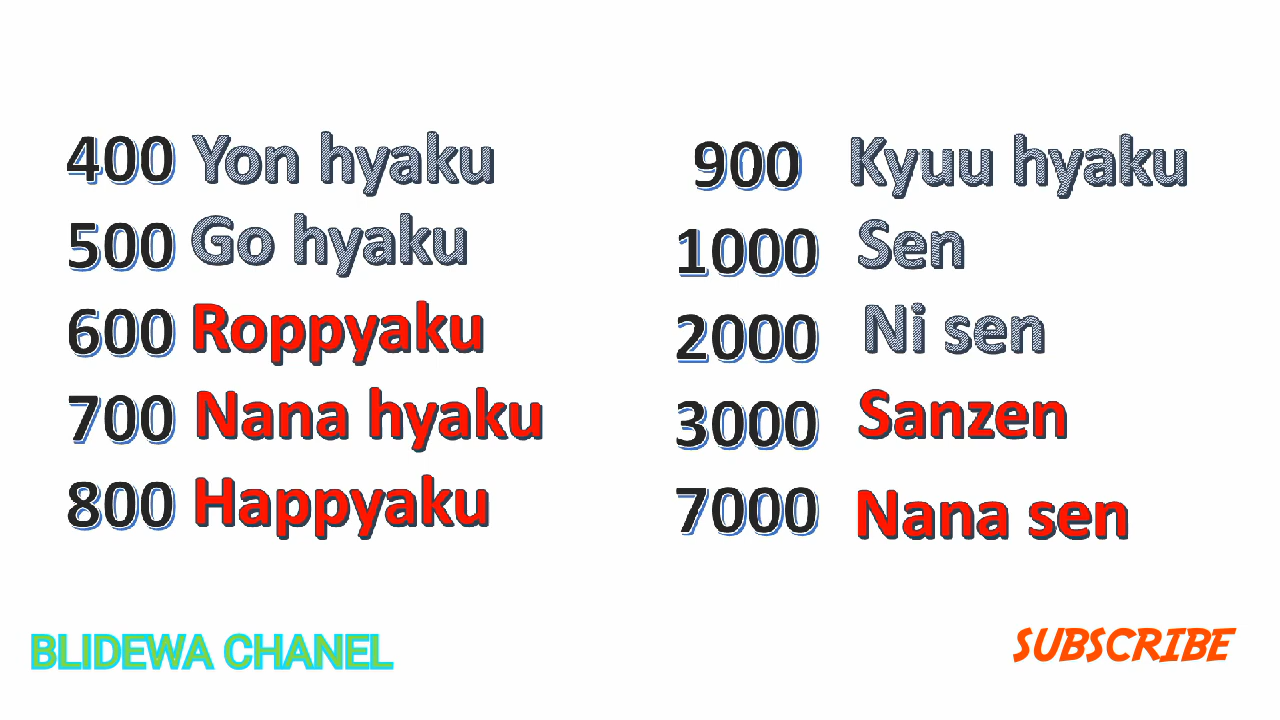 400 Yon hyaku
500 Go hyaku
600 Roppyaku
700 Nana hyaku
800 Happyaku
900 Kyuu hyaku
1000 Sen
2000 Ni sen
3000 Sanzen
7000 Nana sen
BLIDEWA CHANEL
SUBSCRIBE